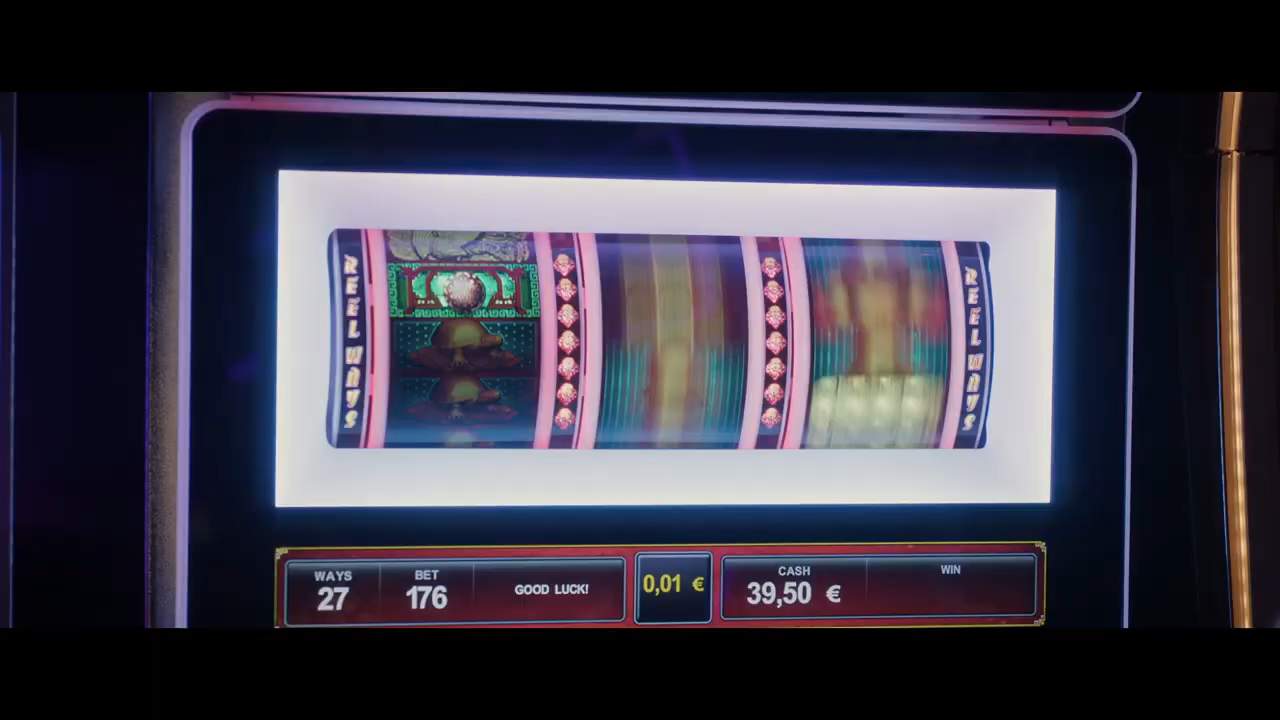 REEL WAYS
REEL WAYS
WAYS
27
BET
176
GOOD LUCK!
0,01 €
CASH
39,50 €
WIN